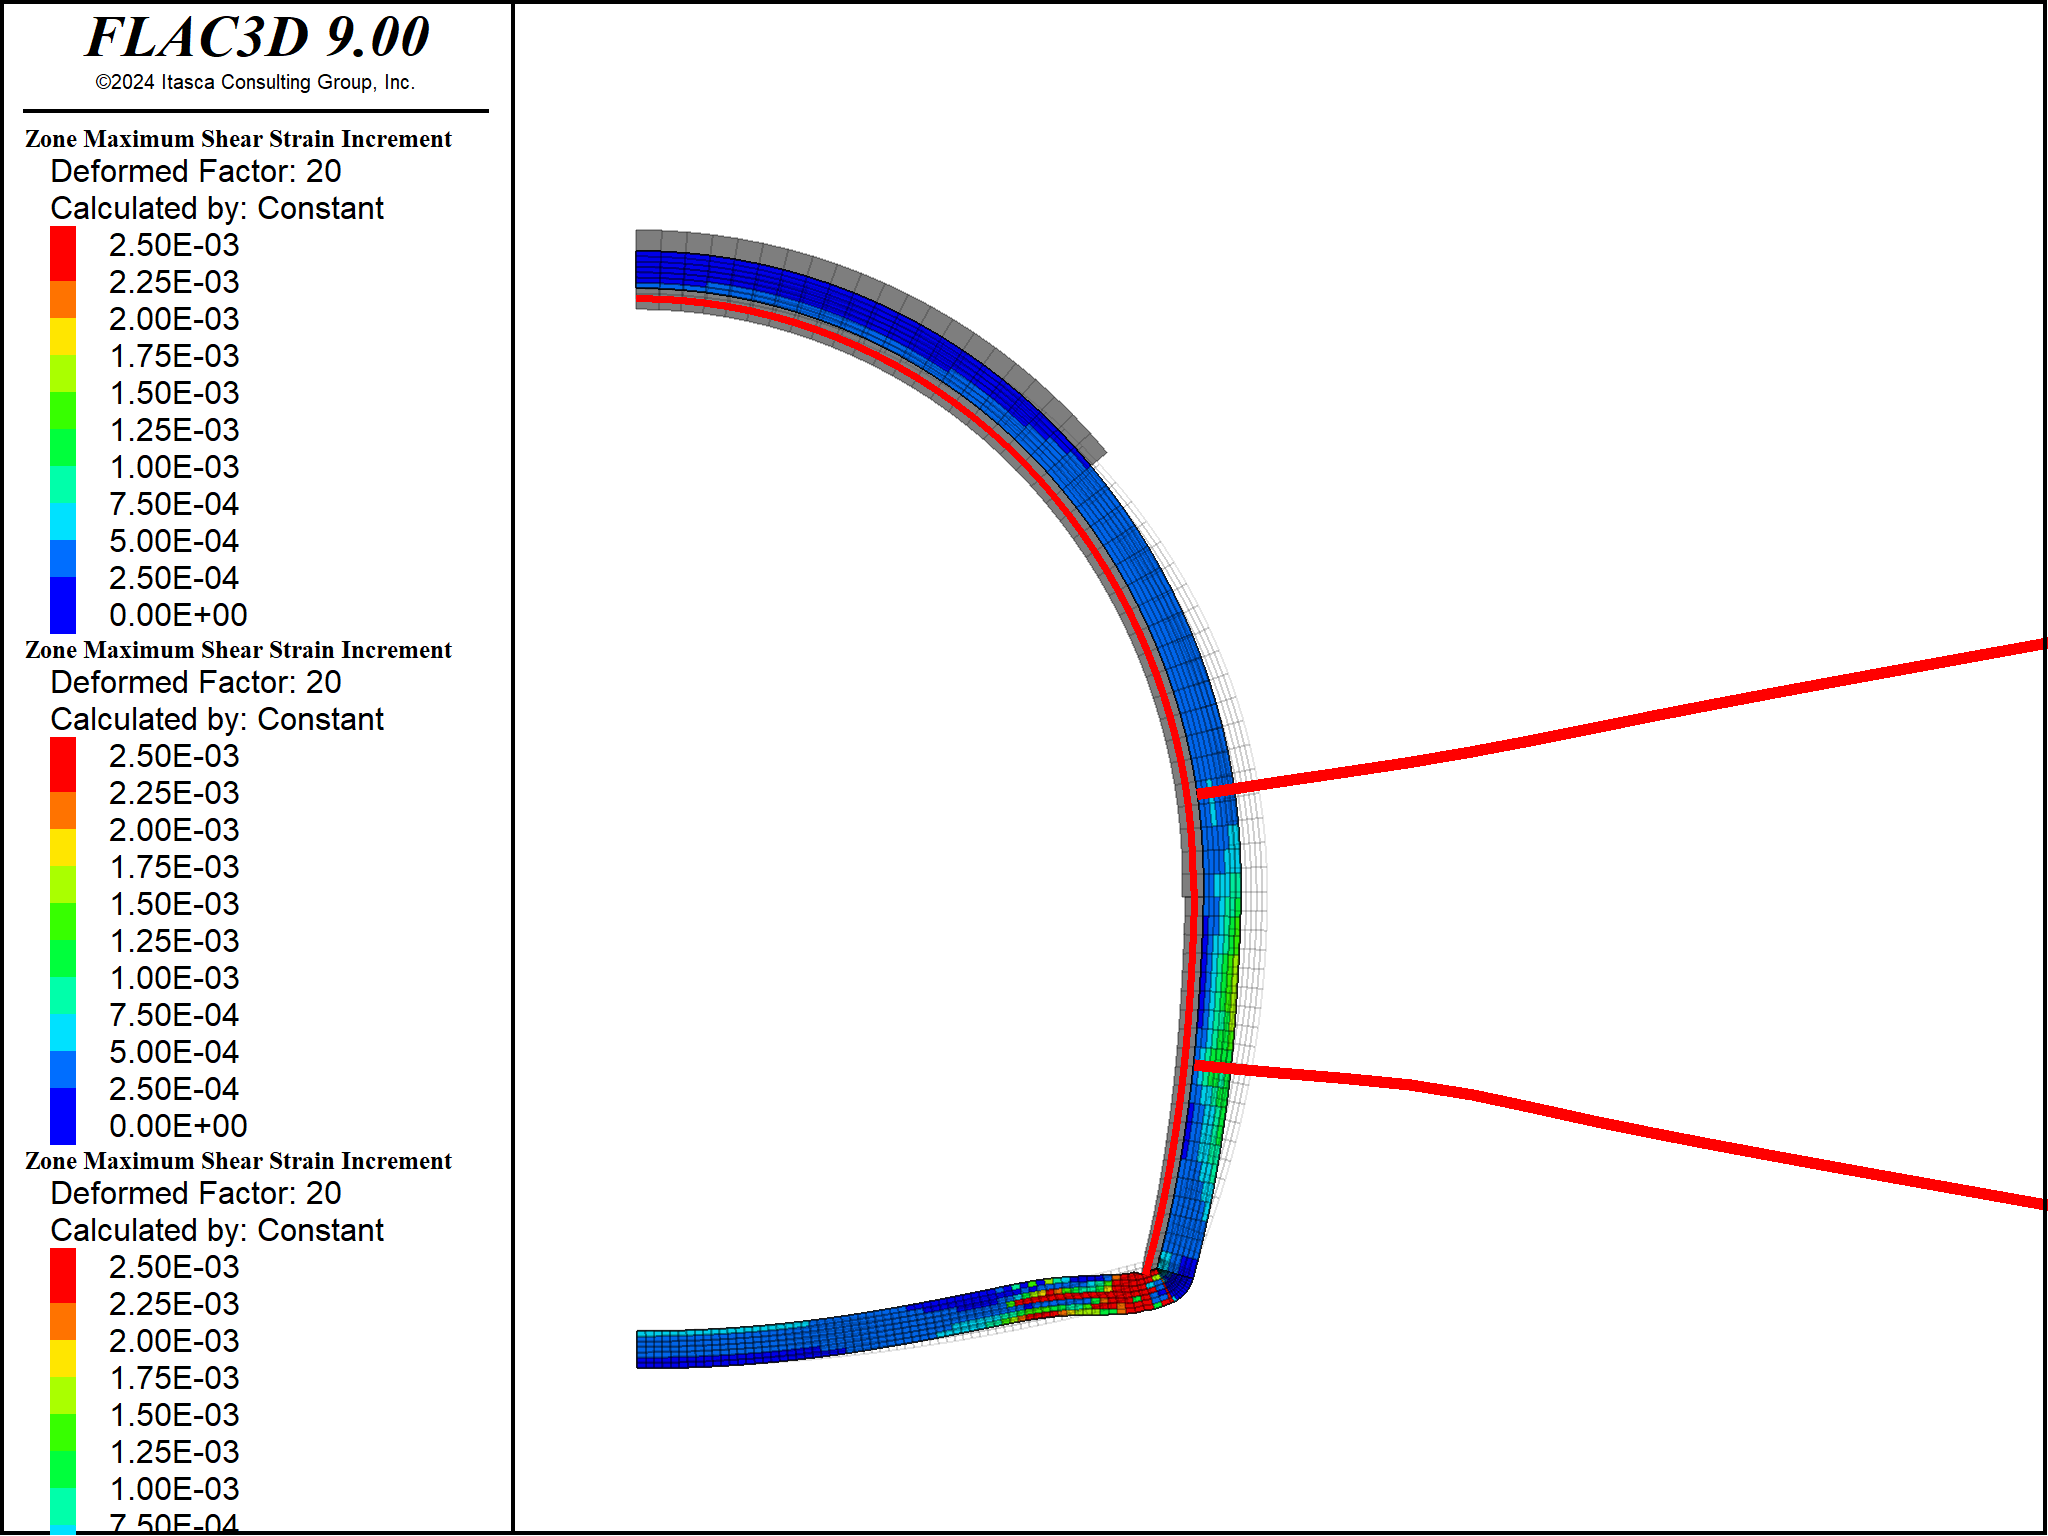 FLAC3D 9.00
©2024 Itasca Consulting Group, Inc.
Zone Maximum Shear Strain Increment
Deformed Factor: 20
Calculated by: Constant
2.50E-03
2.25E-03
2.00E-03
1.75E-03
1.50E-03
1.25E-03
1.00E-03
7.50E-04
5.00E-04
2.50E-04
0.00E+00
Zone Maximum Shear Strain Increment
Deformed Factor: 20
Calculated by: Constant
2.50E-03
2.25E-03
2.00E-03
1.75E-03
1.50E-03
1.25E-03
1.00E-03
7.50E-04
5.00E-04
2.50E-04
0.00E+00
Zone Maximum Shear Strain Increment
Deformed Factor: 20
Calculated by: Constant
2.50E-03
2.25E-03
2.00E-03
1.75E-03
1.50E-03
1.25E-03
1.00E-03
7.50E-04